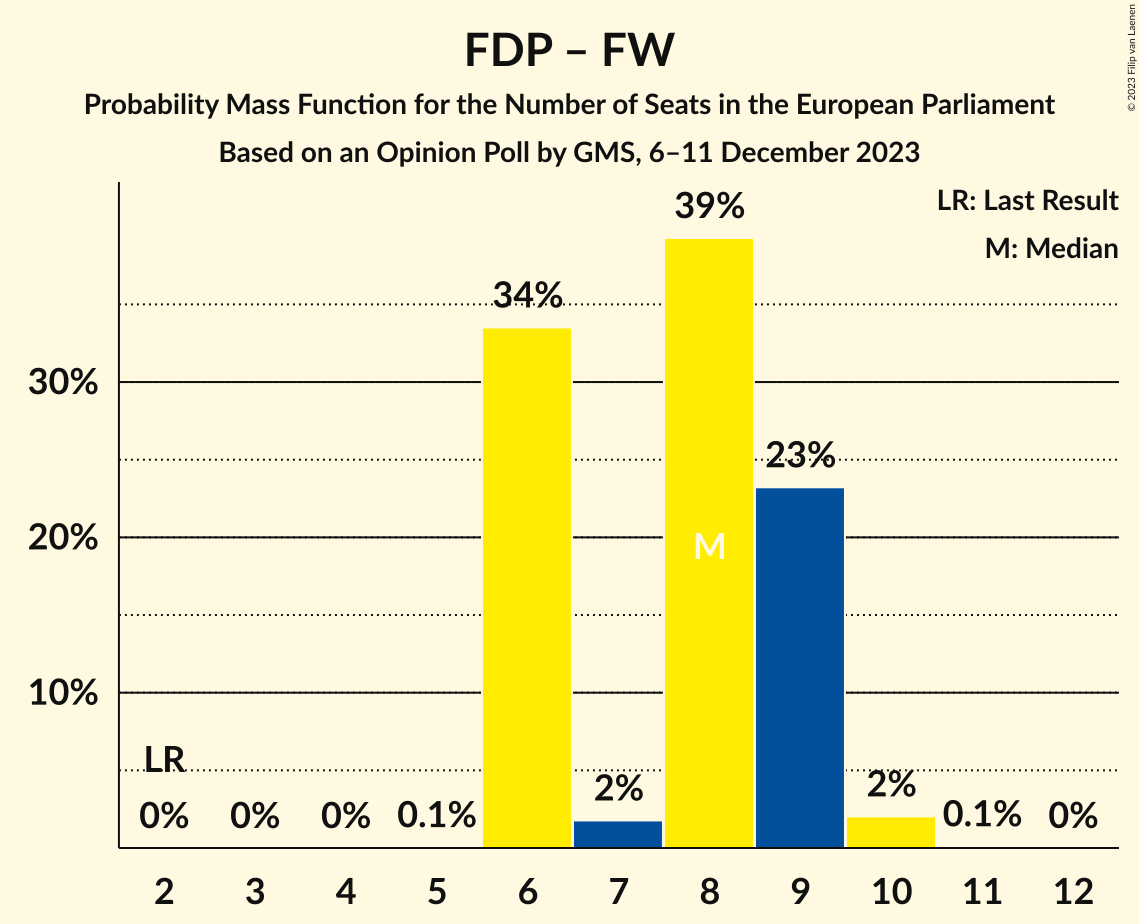 FDP – FW
Probability Mass Function for the Number of Seats in the European Parliament
Based on an Opinion Poll by GMS, 6–11 December 2023
© 2023 Filip van Laenen
LR: Last Result
M: Median
39%
34%
30%
23%
20%
M
10%
LR
0% 0% 0% 0.1% 2% 2% 0.1% 0%
2 3 4 5 6 7 8 9 10 11 12